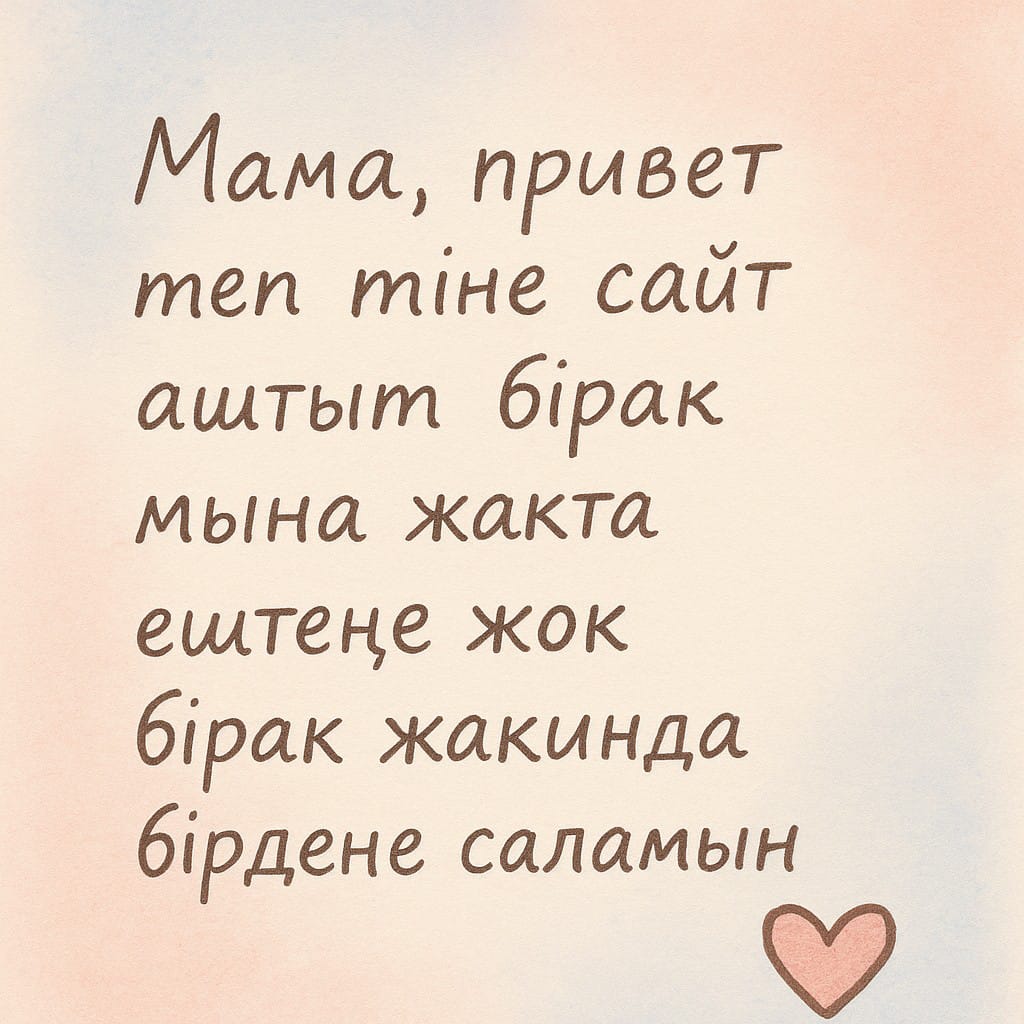 Мама, привет
теп тіне сайт
аштыт бірак
мына жакта
ештеңе жок
бірак жакинда
бірдене саламын